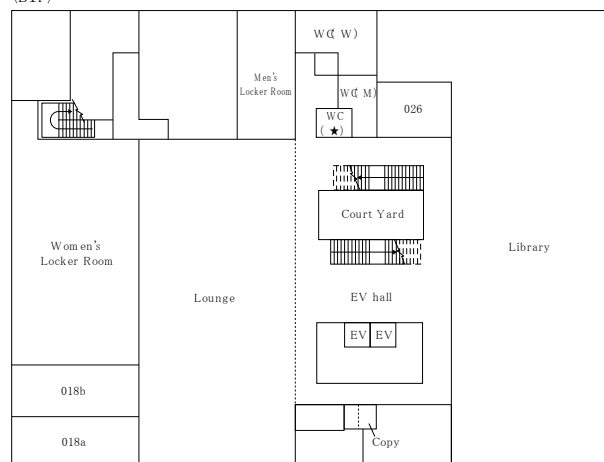 (B1F)
WC( W)
Men's
Locker Room
WC( M)
026
WC
( ★)
Court Yard
Women's
Locker Room
Library
Lounge
EV hall
EV EV
018b
018a
Copy